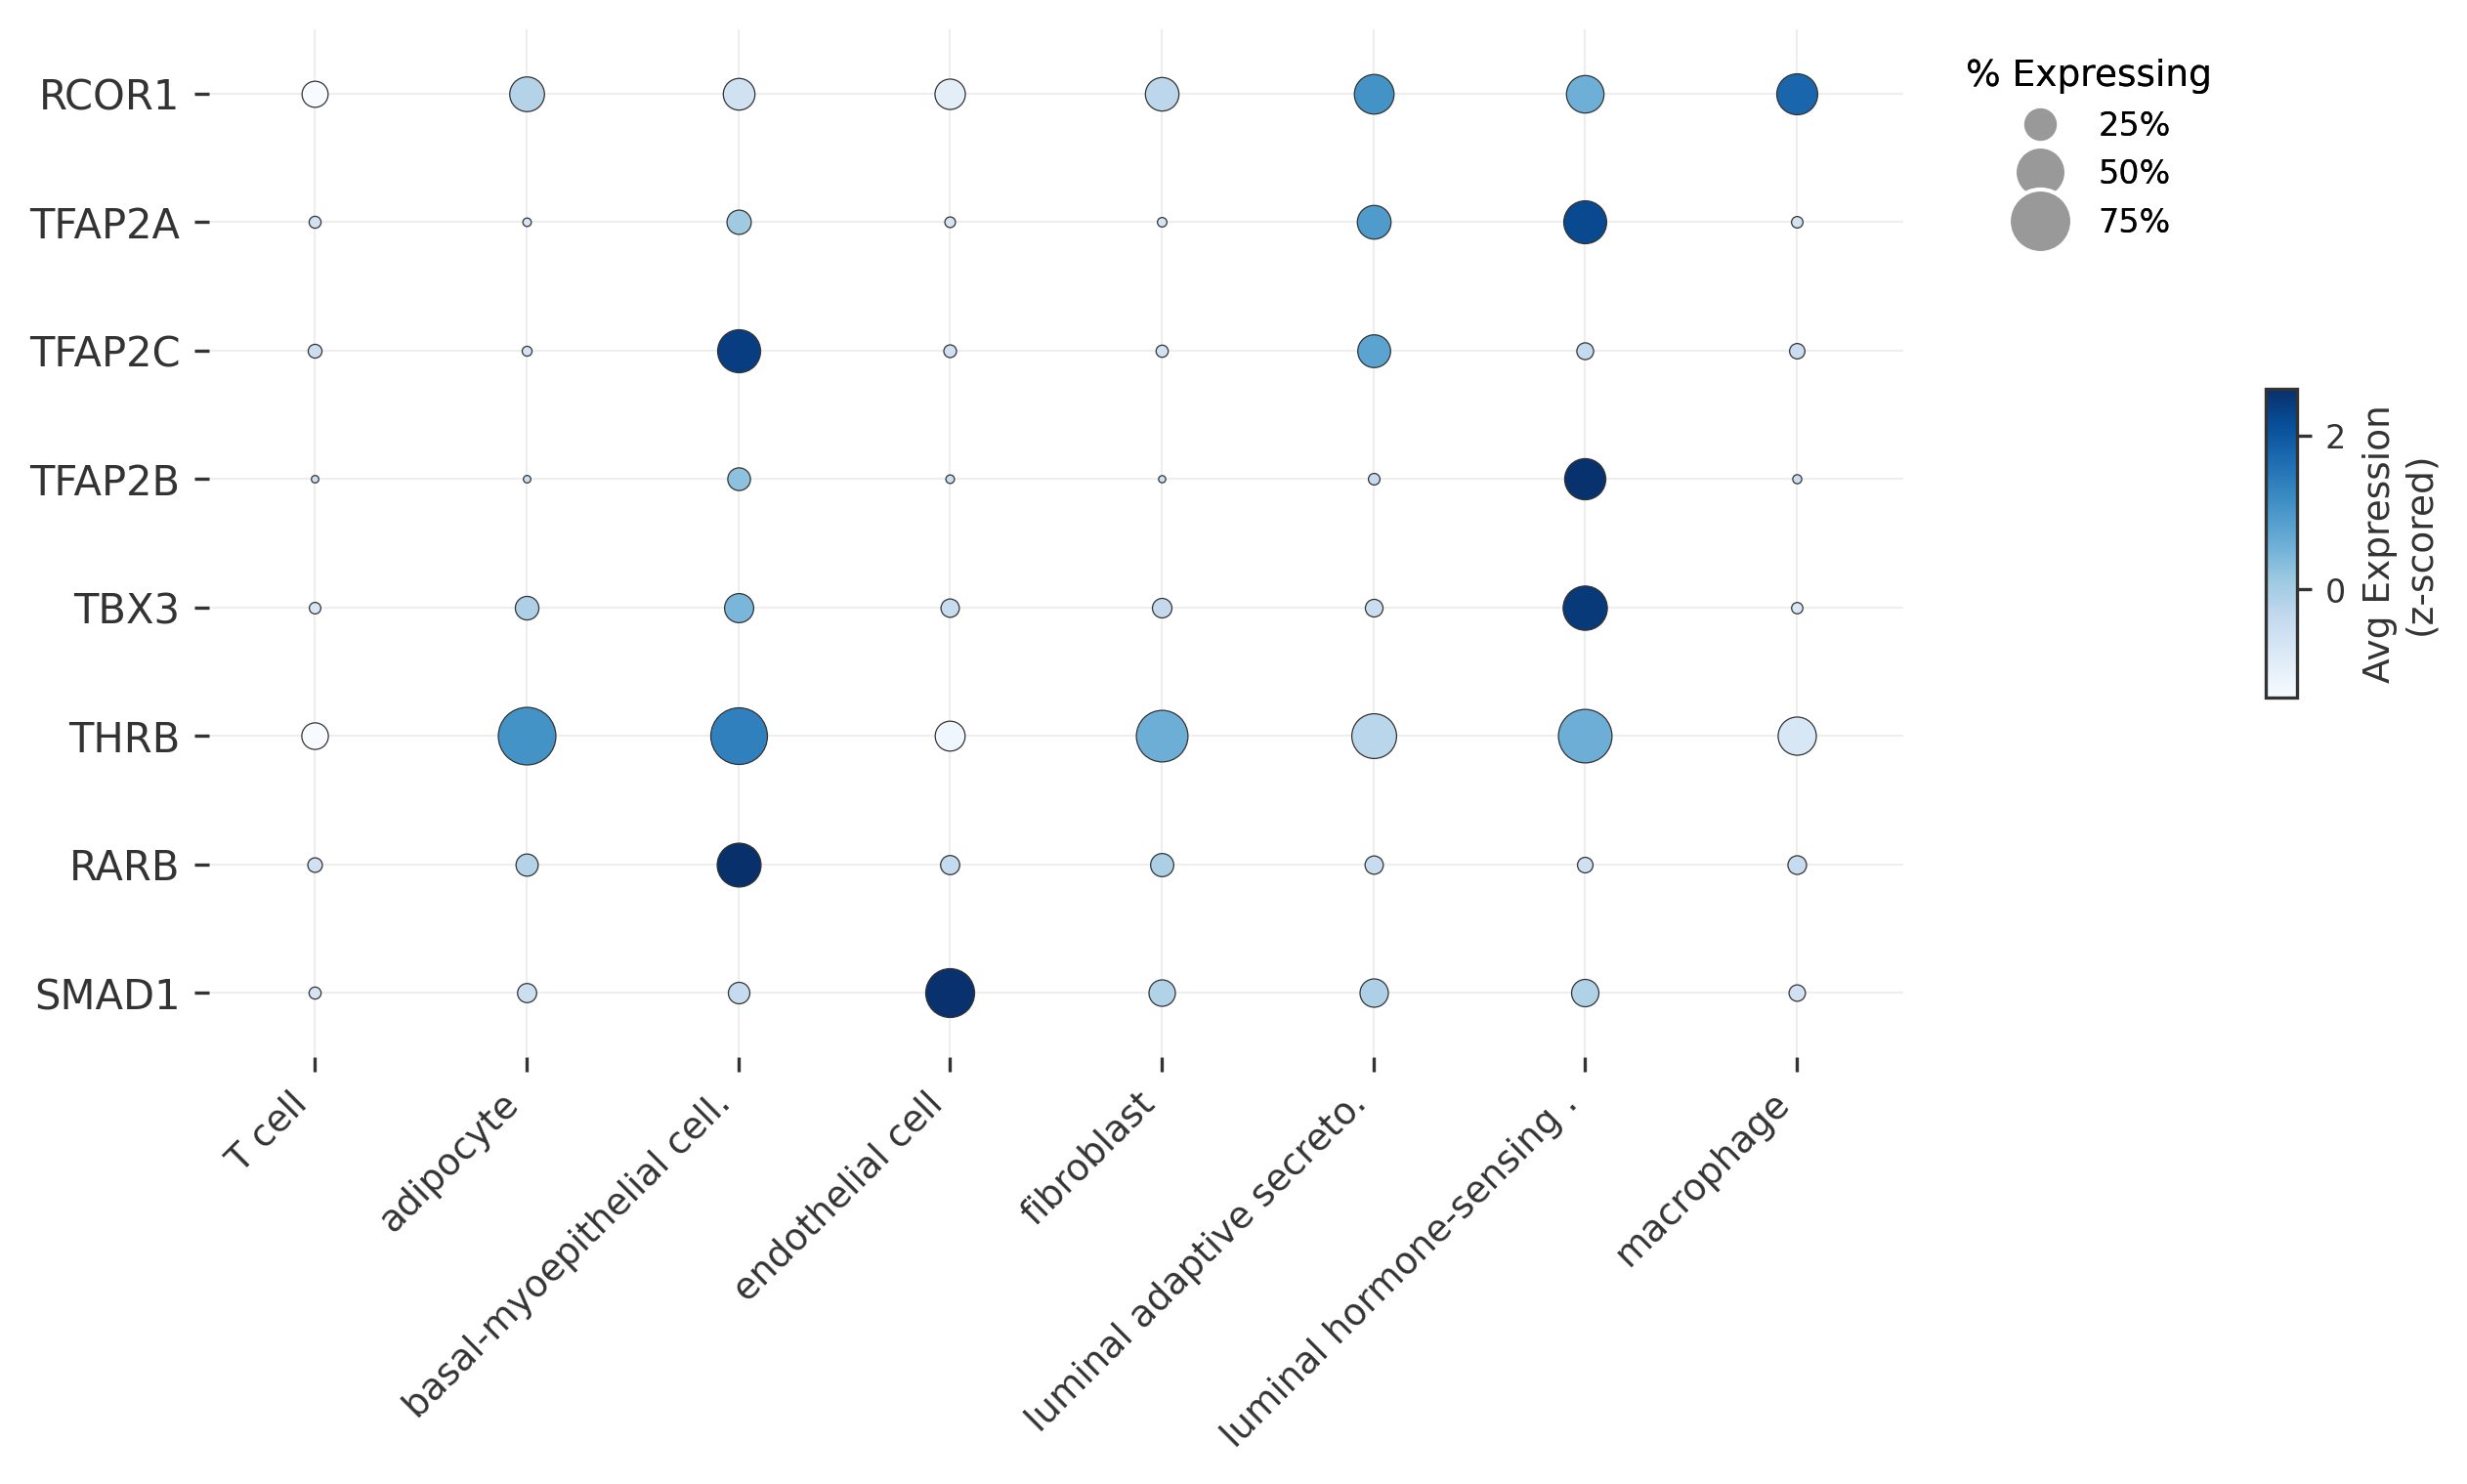 RCOR1
TFAP2A
TFAP2C
TFAP2B
TBX3
THRB
RARB
SMAD1
T cell
adipocyte
basal-myoepithelial cell.
endothelial cell
fibroblast
luminal adaptive secreto.
luminal hormone-sensing .
macrophage
% Expressing
25%
50%
75%
2
0
Avg Expression
(z-scored)